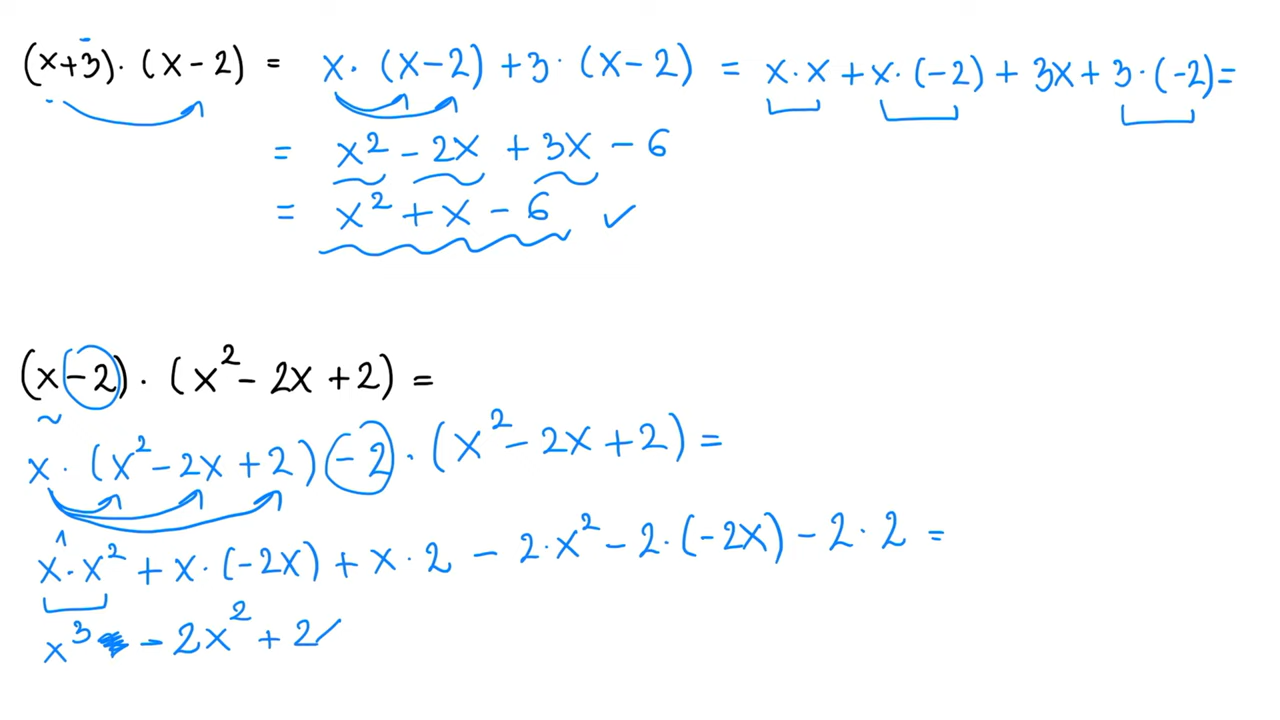 (x+3)·(x-2) = x·(x-2)+3·(x-2) = x·x+x·(-2)+3x+3·(-2)=
= x²-2x+3x-6
= x²+x-6 ✓
(x-2)·(x²-2x+2)=
x·(x²-2x+2)-2·(x²-2x+2)=
x¹·x²+x·(-2x)+x·2-2·x²-2·(-2x)-2·2=
x³-2x²+2